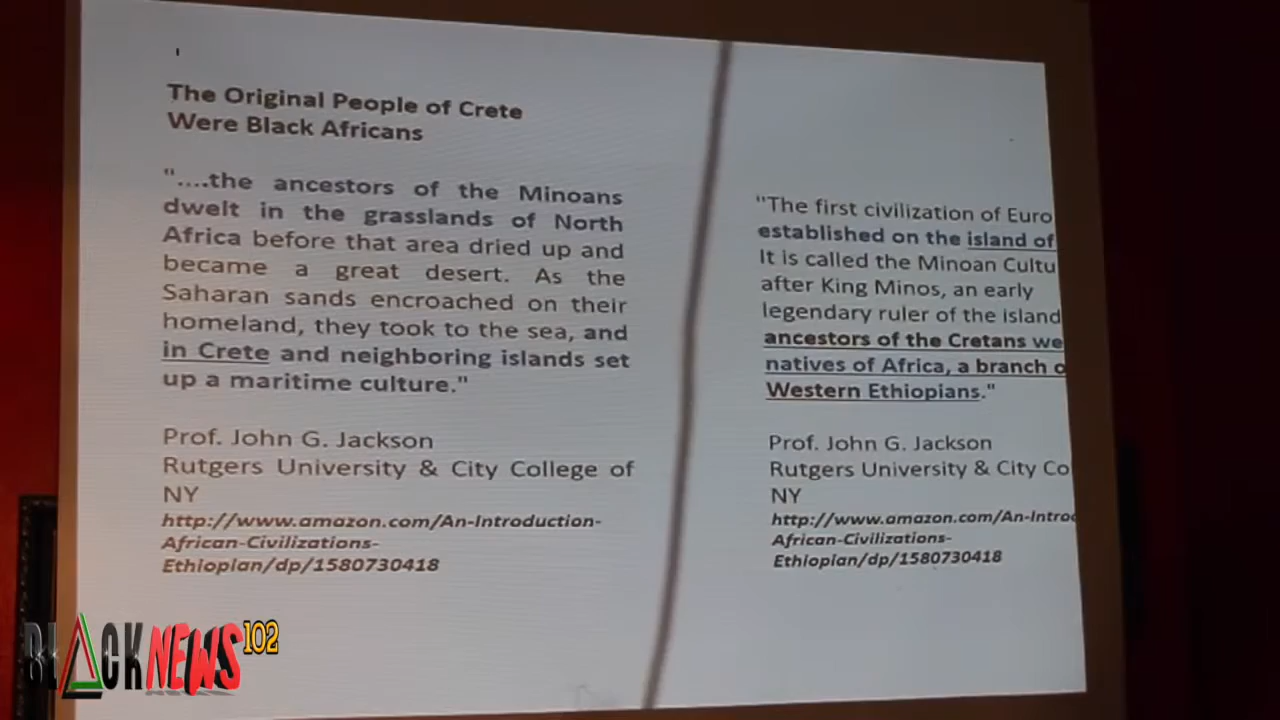 The Original People of Crete
Were Black Africans
"....the ancestors of the Minoans
dwelt in the grasslands of North
Africa before that area dried up and
became a great desert. As the
Saharan sands encroached on their
homeland, they took to the sea, and
in Crete and neighboring islands set
up a maritime culture."
Prof. John G. Jackson
Rutgers University & City College of
NY
http://www.amazon.com/An-Introduction-
African-Civilizations-
Ethiopian/dp/1580730418
"The first civilization of Euro
established on the island of
It is called the Minoan Cultu
after King Minos, an early
legendary ruler of the island
ancestors of the Cretans we
natives of Africa, a branch o
Western Ethiopians."
Prof. John G. Jackson
Rutgers University & City Co
NY
http://www.amazon.com/An-Introd
African-Civilizations-
Ethiopian/dp/1580730418
BLACK NEWS 102